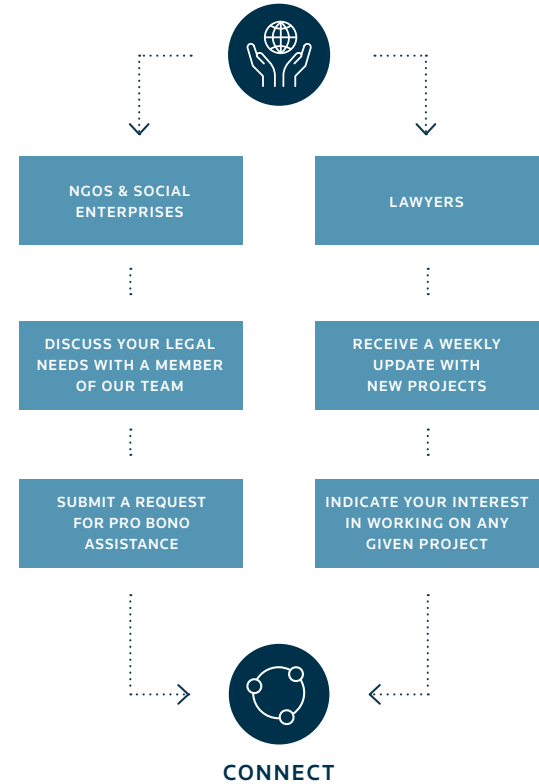 NGOS & SOCIAL
ENTERPRISES
LAWYERS
DISCUSS YOUR LEGAL
NEEDS WITH A MEMBER
OF OUR TEAM
RECEIVE A WEEKLY
UPDATE WITH
NEW PROJECTS
SUBMIT A REQUEST
FOR PRO BONO
ASSISTANCE
INDICATE YOUR INTEREST
IN WORKING ON ANY
GIVEN PROJECT
CONNECT